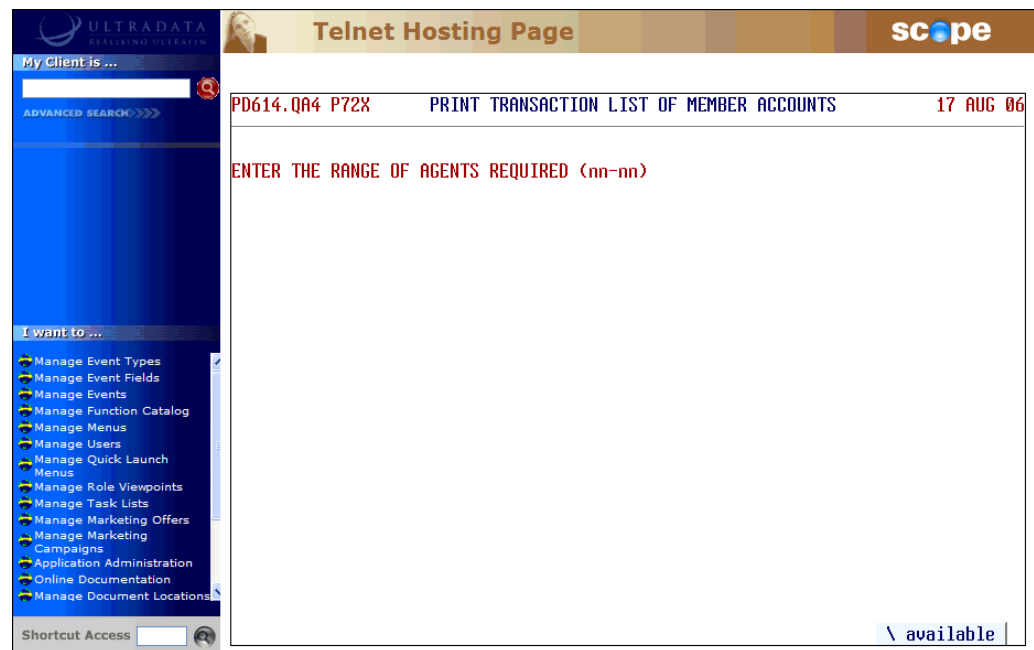 ULTRADATA
REALISING ULTRAFIN
Telnet Hosting Page
scope
My Client is ...
ADVANCED SEARCH
PD614.QA4 P72X PRINT TRANSACTION LIST OF MEMBER ACCOUNTS 17 AUG 06
ENTER THE RANGE OF AGENTS REQUIRED (nn-nn)
I want to ...
Manage Event Types
Manage Event Fields
Manage Events
Manage Function Catalog
Manage Menus
Manage Users
Manage Quick Launch
Menus
Manage Role Viewpoints
Manage Task Lists
Manage Marketing Offers
Manage Marketing
Campaigns
Application Administration
Online Documentation
Manage Document Locations
Shortcut Access
\ available